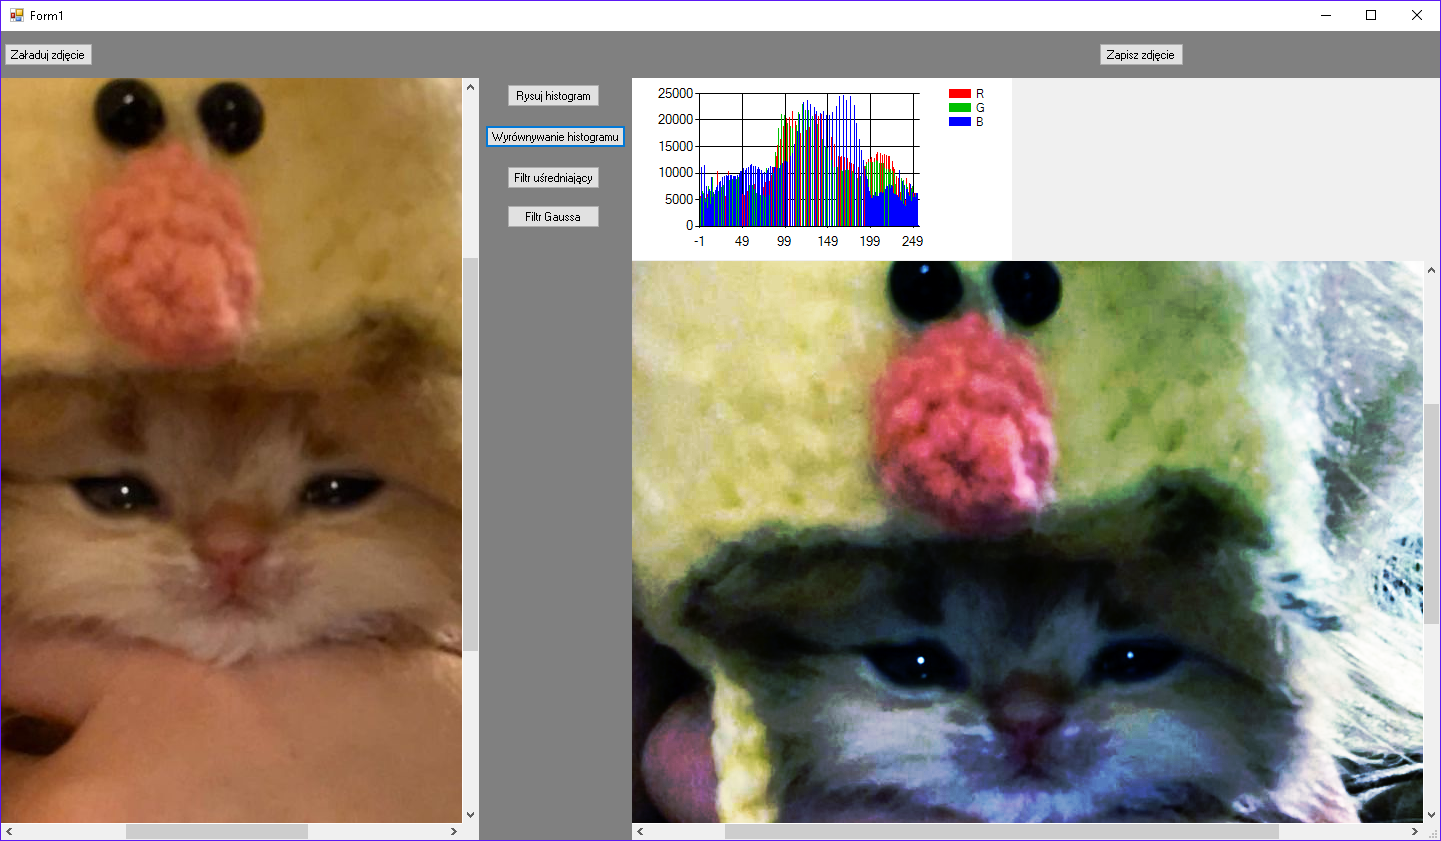 Form1
Załaduj zdjęcie
Zapisz zdjęcie
Rysuj histogram
Wyrównywanie histogramu
Filtr uśredniający
Filtr Gaussa
25000
20000
15000
10000
5000
0
-1 49 99 149 199 249
R
G
B